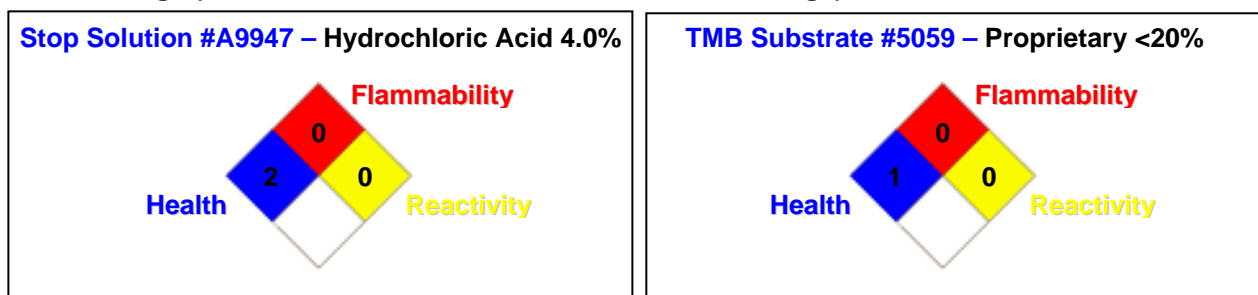 Stop Solution #A9947 – Hydrochloric Acid 4.0%
Flammability
0
2 0
Health Reactivity
TMB Substrate #5059 – Proprietary <20%
Flammability
0
1 0
Health Reactivity